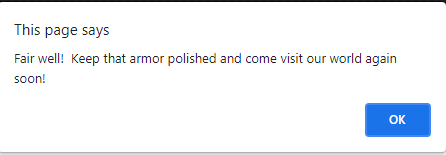 This page says
Fair well!  Keep that armor polished and come visit our world again
soon!
OK